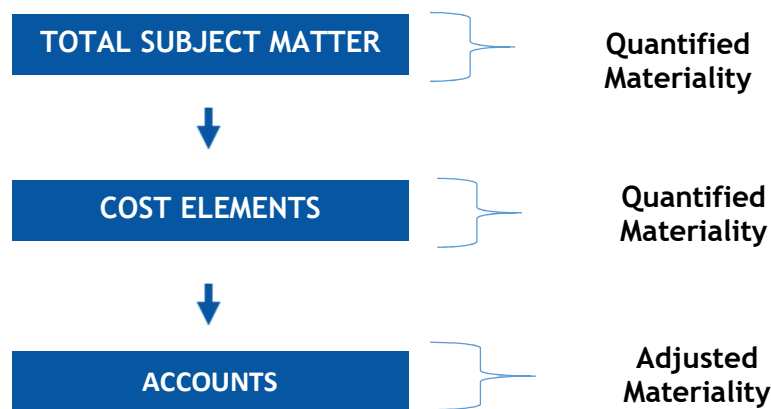 TOTAL SUBJECT MATTER
Quantified
Materiality
COST ELEMENTS
Quantified
Materiality
ACCOUNTS
Adjusted
Materiality